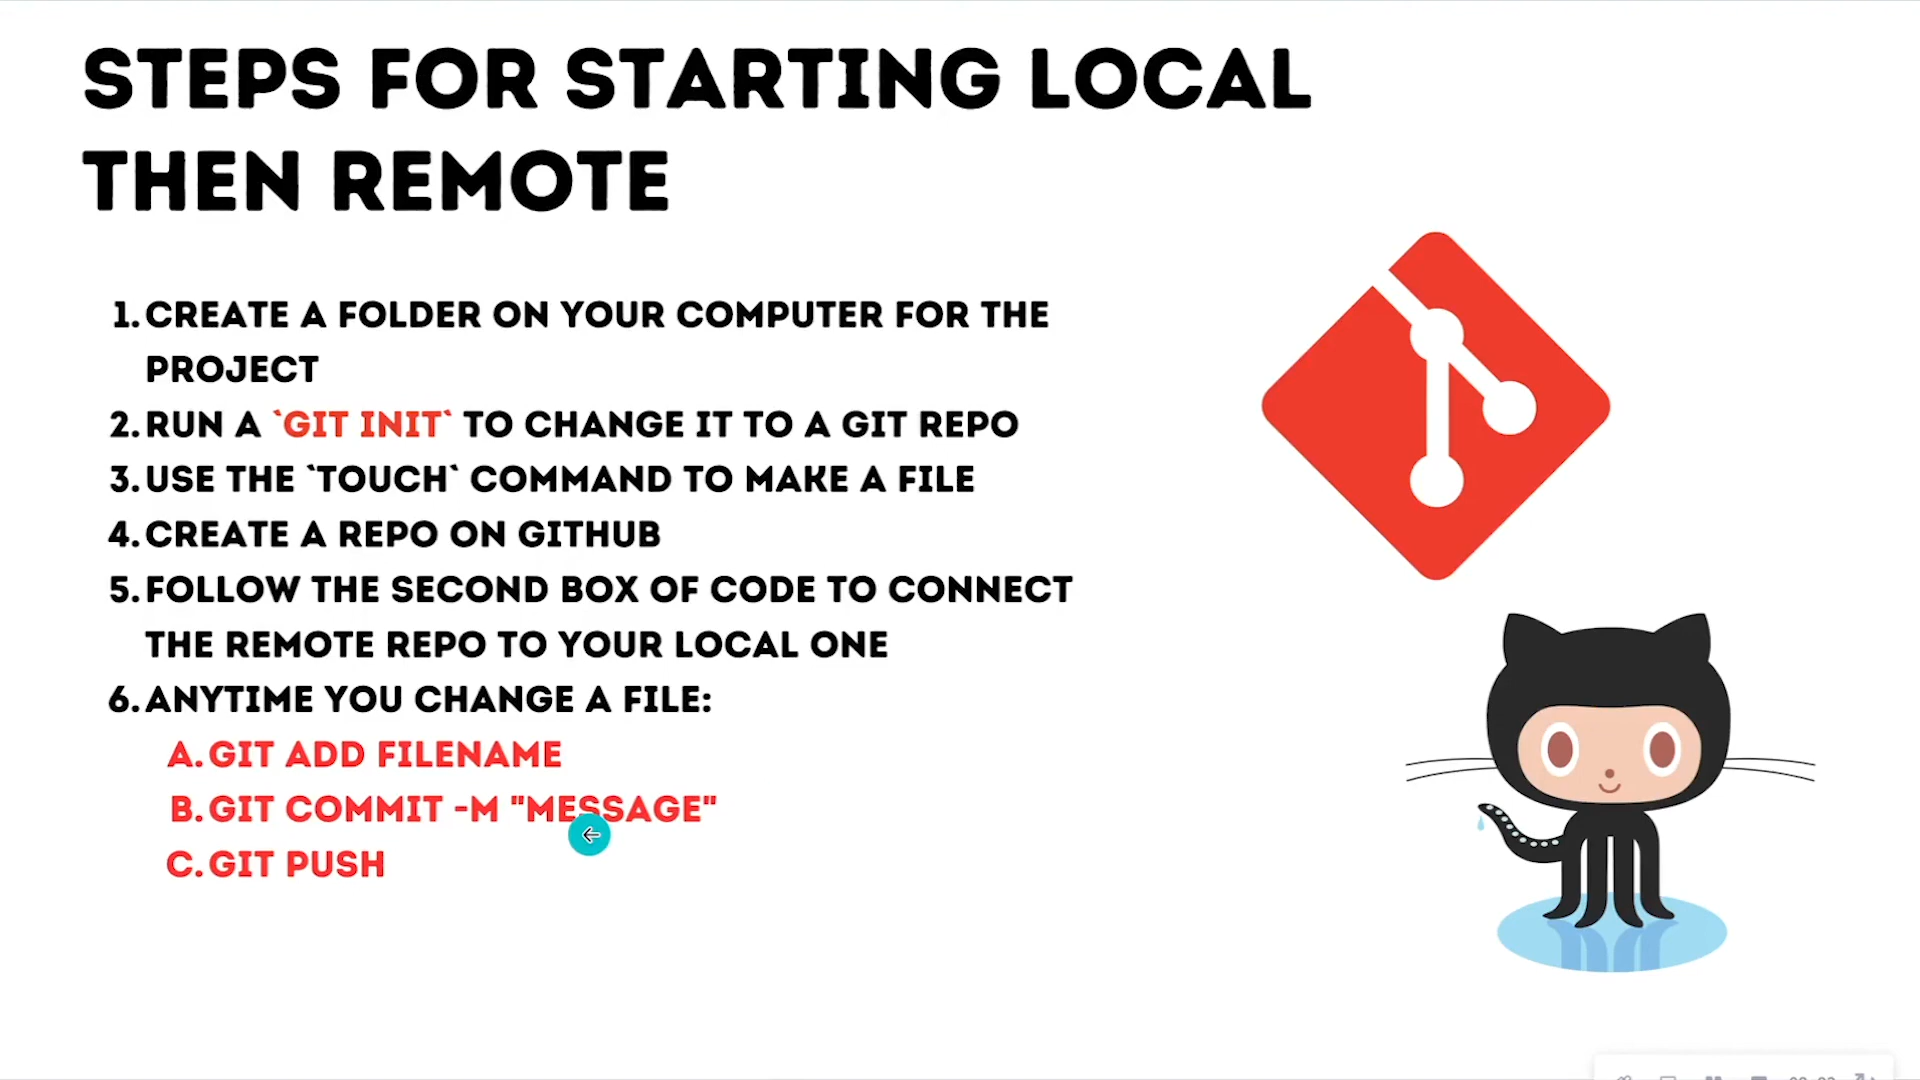 STEPS FOR STARTING LOCAL
THEN REMOTE
1. CREATE A FOLDER ON YOUR COMPUTER FOR THE
PROJECT
2. RUN A `GIT INIT` TO CHANGE IT TO A GIT REPO
3. USE THE `TOUCH` COMMAND TO MAKE A FILE
4. CREATE A REPO ON GITHUB
5. FOLLOW THE SECOND BOX OF CODE TO CONNECT
THE REMOTE REPO TO YOUR LOCAL ONE
6. ANYTIME YOU CHANGE A FILE:
A. GIT ADD FILENAME
B. GIT COMMIT -M "MESSAGE"
C. GIT PUSH